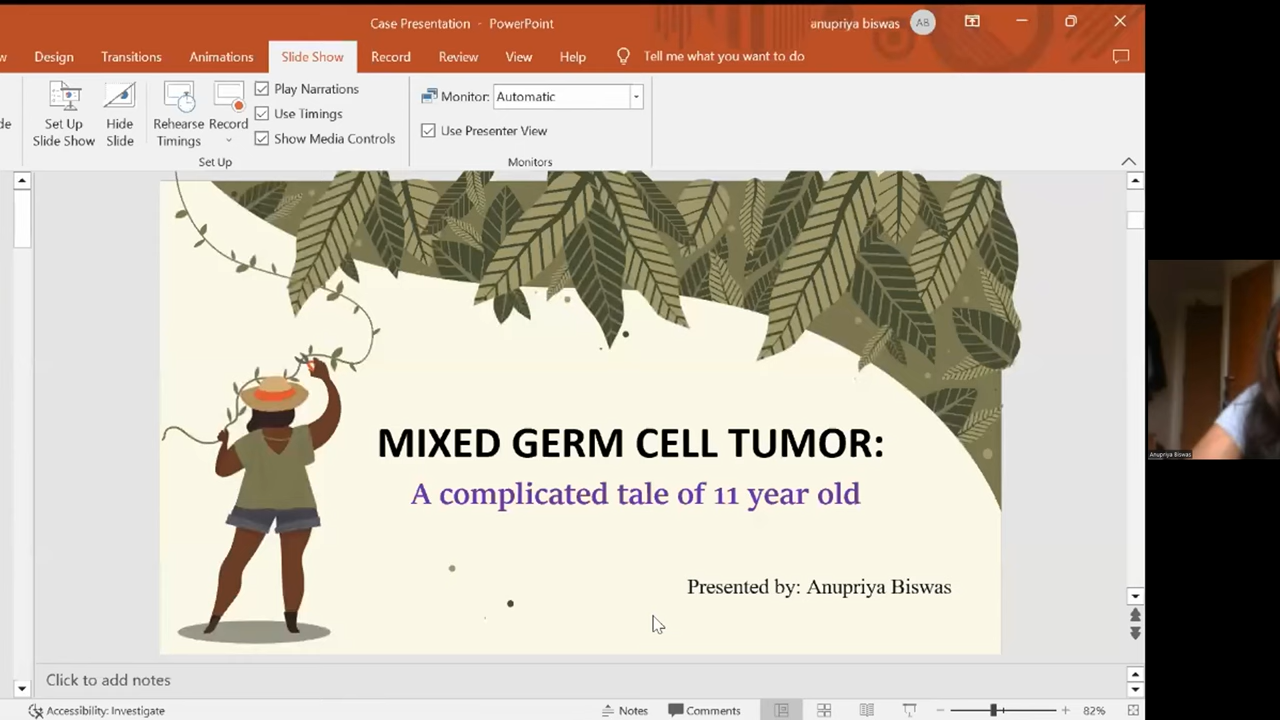 Case Presentation - PowerPoint
anupriya biswas
AB
Design
Transitions
Animations
Slide Show
Record
Review
View
Help
Tell me what you want to do
Set Up
Slide Show
Hide
Slide
Rehearse
Timings
Record
Play Narrations
Use Timings
Show Media Controls
Set Up
Monitor: Automatic
Use Presenter View
Monitors
MIXED GERM CELL TUMOR:
A complicated tale of 11 year old
Presented by: Anupriya Biswas
Anupriya Biswas
Click to add notes
Accessibility: Investigate
Notes
Comments
82%